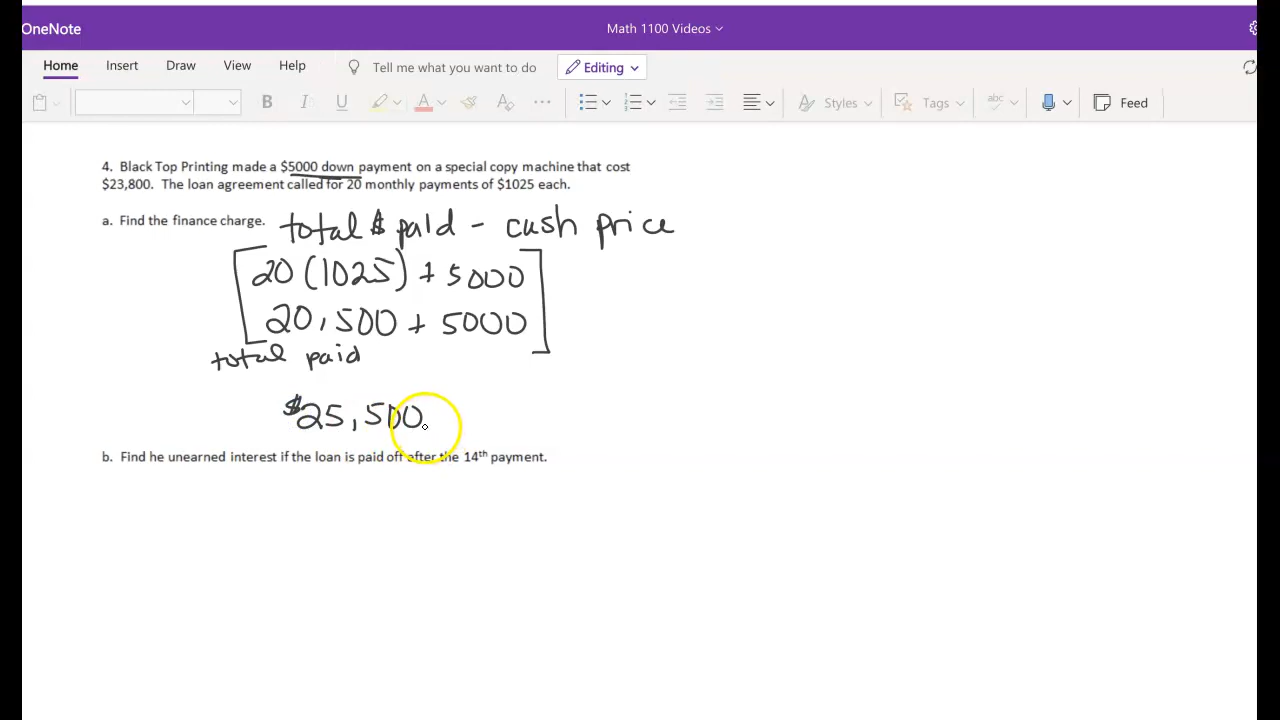 OneNote
Math 1100 Videos
Home Insert Draw View Help Tell me what you want to do Editing
B I U A A Styles Tags abc Feed
4. Black Top Printing made a $5000 down payment on a special copy machine that cost
$23,800. The loan agreement called for 20 monthly payments of $1025 each.
a. Find the finance charge. total $ paid - cash price
20 (1025) + 5000
20,500 + 5000
total paid
$25,500
b. Find he unearned interest if the loan is paid off after the 14th payment.